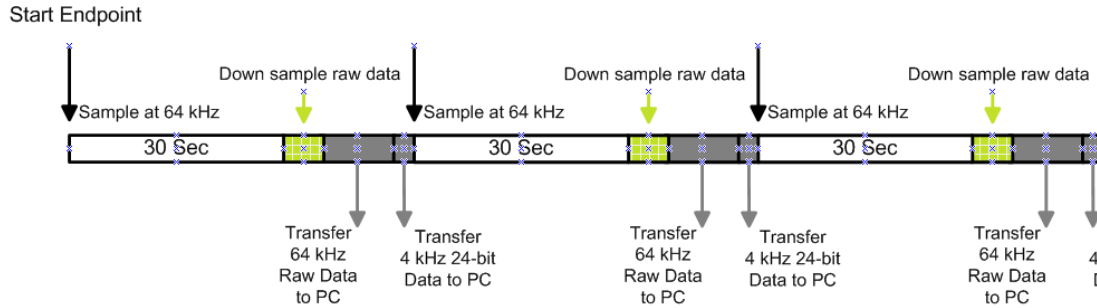 Start Endpoint
Down sample raw data
Down sample raw data
Down sample raw data
Sample at 64 kHz
Sample at 64 kHz
Sample at 64 kHz
30 Sec
30 Sec
30 Sec
Transfer
64 kHz
Raw Data
to PC
Transfer
4 kHz 24-bit
Data to PC
Transfer
64 kHz
Raw Data
to PC
Transfer
4 kHz 24-bit
Data to PC
Transfer
64 kHz
Raw Data
to PC
4